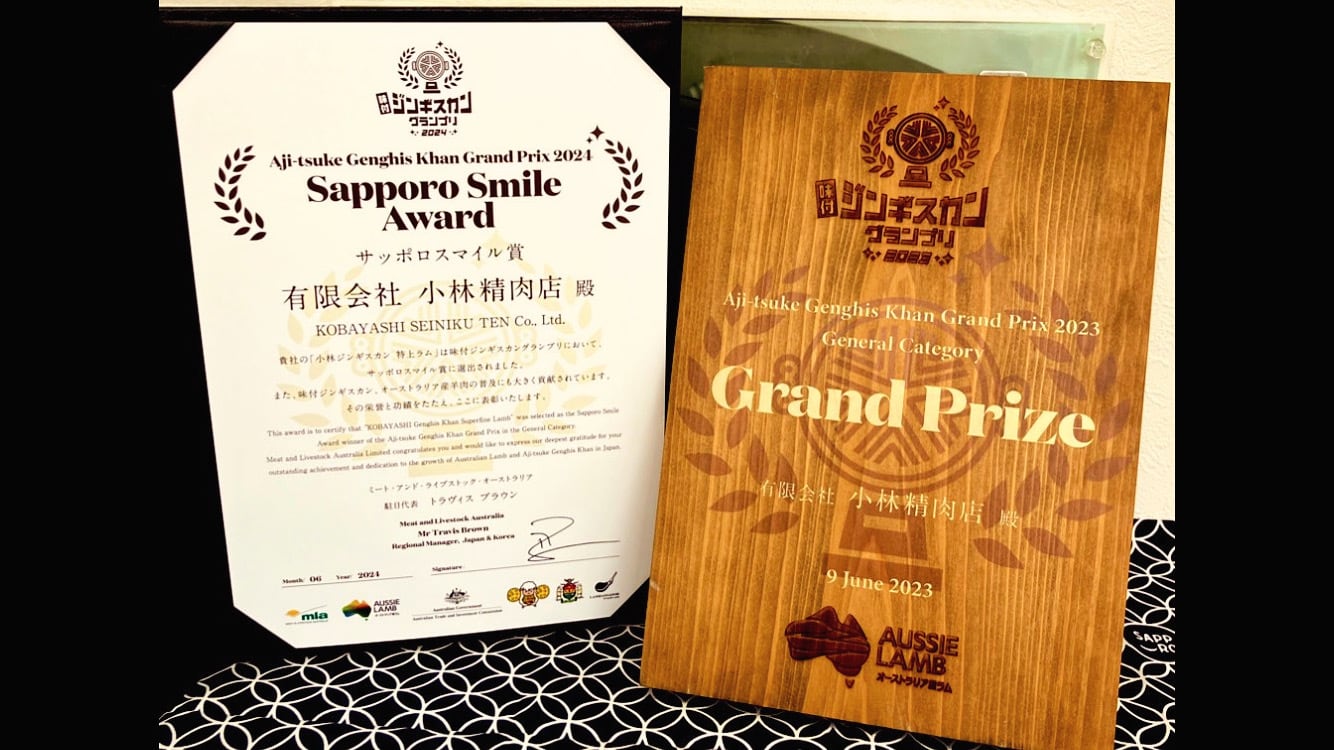 味付
ジンギスカン
グランプリ
2024
Aji-tsuke Genghis Khan Grand Prix 2024
Sapporo Smile
Award
サッポロスマイル賞
有限会社 小林精肉店 殿
KOBAYASHI SEINIKU TEN Co., Ltd.
貴社の「小林ジンギスカン 特上ラム」は味付ジンギスカングランプリにおいて、
サッポロスマイル賞に選出されました。
また、味付ジンギスカン、オーストラリア産羊肉の普及にも大きく貢献されています。
その栄誉と功績をたたえ、ここに表彰いたします。
This award is to certify that "KOBAYASHI Genghis Khan Superfine Lamb" was selected as the Sapporo Smile
Award winner of the Aji-tsuke Genghis Khan Grand Prix in the General Category.
Meat and Livestock Australia Limited congratulates you and would like to express our deepest gratitude for your
outstanding achievement and dedication to the growth of Australian Lamb and Aji-tsuke Genghis Khan in Japan.
ミート・アンド・ライブストック・オーストラリア
駐日代表 トラヴィス ブラウン
Meat and Livestock Australia
Mr Travis Brown
Regional Manager, Japan & Korea
Month: 06 Year: 2024
Signature:
mla
AUSSIE
LAMB
Australian Government
Australian Trade and Investment Commission
味付
ジンギスカン
グランプリ
2023
Aji-tsuke Genghis Khan Grand Prix 2023
General Category
Grand Prize
有限会社 小林精肉店 殿
9 June 2023
AUSSIE
LAMB
オーストラリア産ラム
SAPP
RO